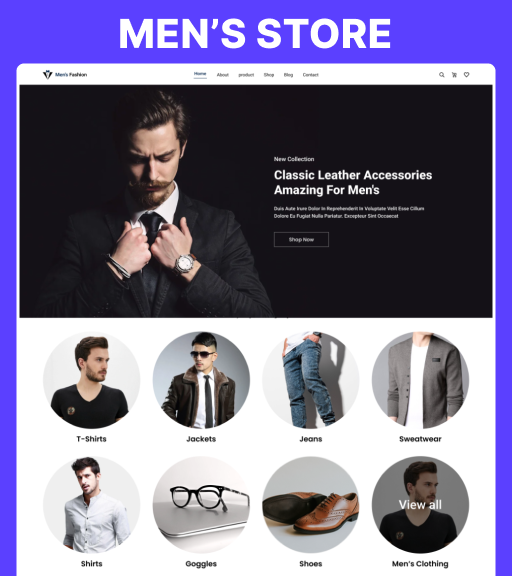 MEN'S STORE
Men's Fashion
Home About product Shop Blog Contact
New Collection
Classic Leather Accessories
Amazing For Men's
Duis Aute Irure Dolor In Reprehenderit In Voluptate Velit Esse Cillum
Dolore Eu Fugiat Nulla Pariatur. Excepteur Sint Occaecat
Shop Now
T-Shirts Jackets Jeans Sweatwear
View all
Shirts Goggles Shoes Men's Clothing